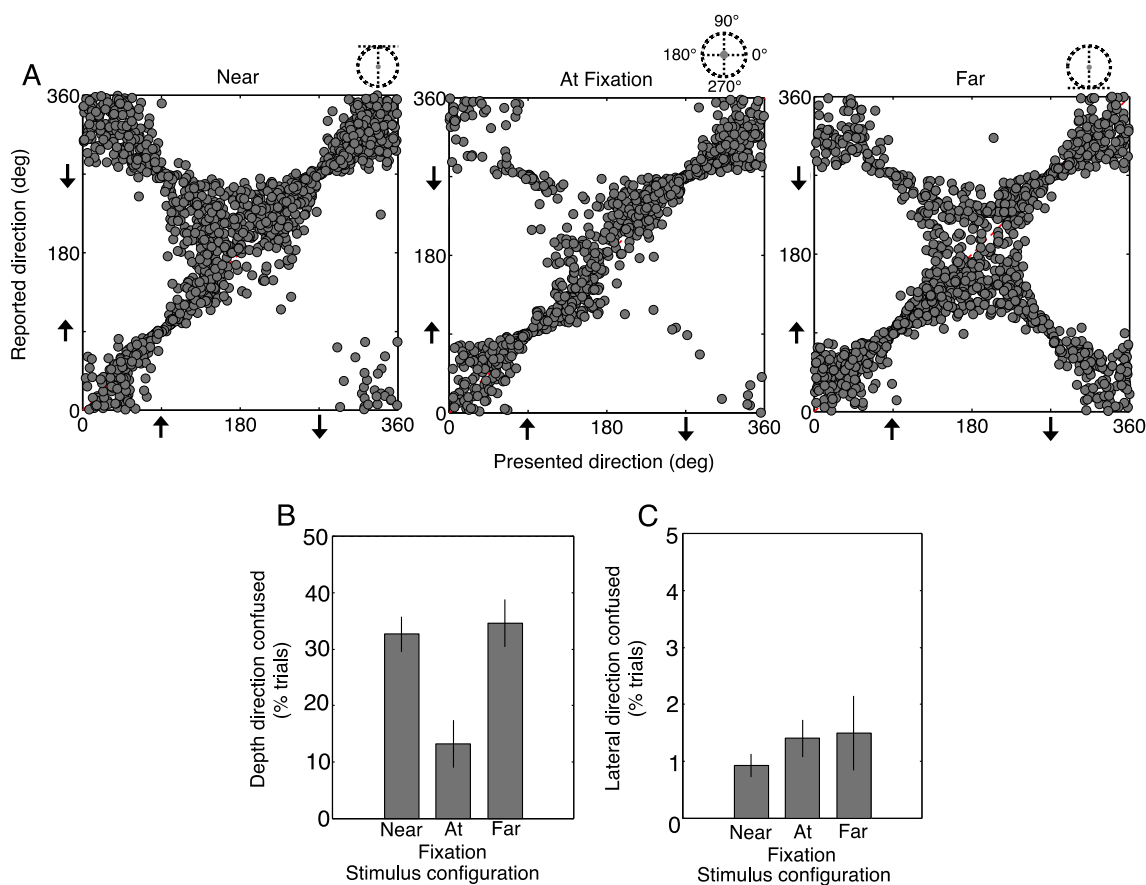 A
Near
At Fixation
Far
90°
180°
0°
270°
Reported direction (deg)
360
180
0
0
180
360
360
180
0
0
180
360
360
180
0
0
180
360
Presented direction (deg)
B
Depth direction confused
(% trials)
50
40
30
20
10
0
Near
At
Far
Fixation
Stimulus configuration
C
Lateral direction confused
(% trials)
5
4
3
2
1
0
Near
At
Far
Fixation
Stimulus configuration